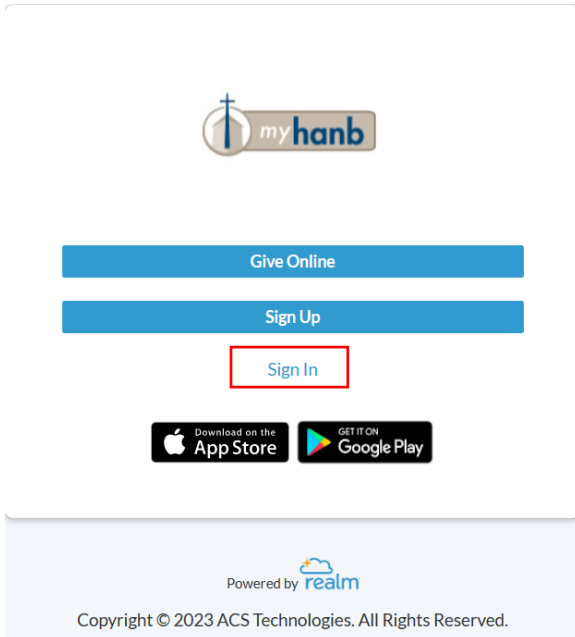 myhanb
Give Online
Sign Up
Sign In
Download on the
App Store
GET IT ON
Google Play
Powered by realm
Copyright © 2023 ACS Technologies. All Rights Reserved.